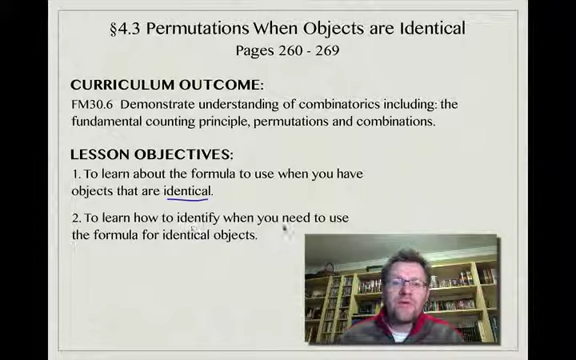 §4.3 Permutations When Objects are Identical
Pages 260 - 269
CURRICULUM OUTCOME:
FM30.6 Demonstrate understanding of combinatorics including: the
fundamental counting principle, permutations and combinations.
LESSON OBJECTIVES:
1. To learn about the formula to use when you have
objects that are identical.
2. To learn how to identify when you need to use
the formula for identical objects.